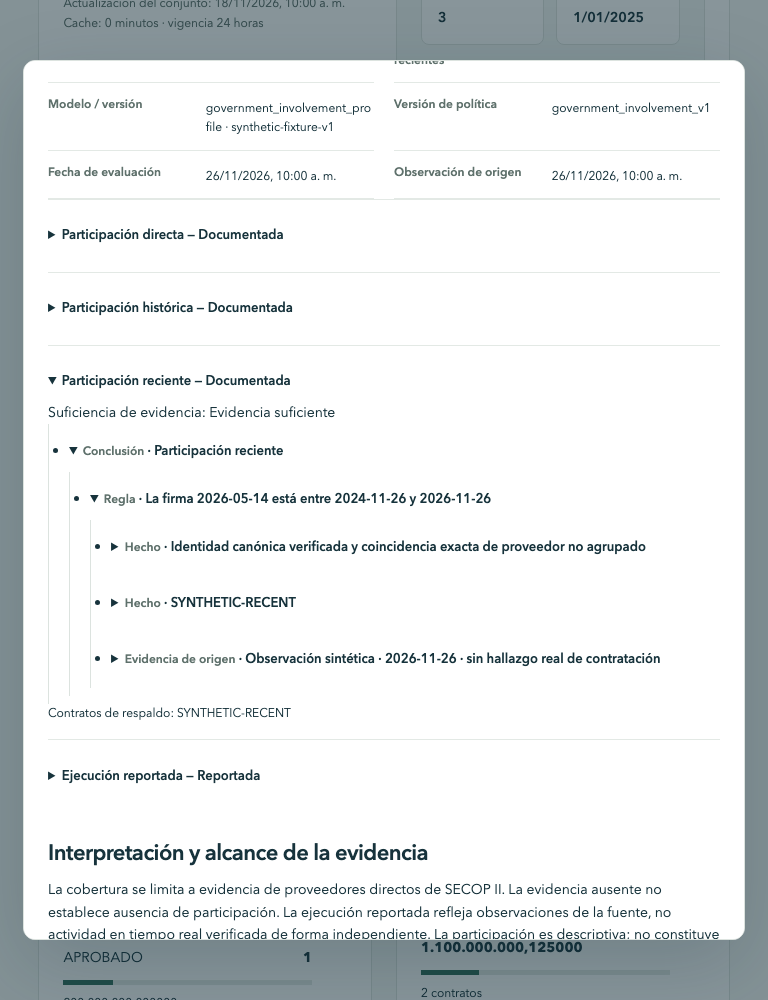 Actualización del conjunto: 18/11/2026, 10:00 a. m.
Cache: 0 minutos · vigencia 24 horas
3
1/01/2025
recientes
Modelo / versión
government_involvement_pro
file · synthetic-fixture-v1
Versión de política
government_involvement_v1
Fecha de evaluación
26/11/2026, 10:00 a. m.
Observación de origen
26/11/2026, 10:00 a. m.
Participación directa — Documentada
Participación histórica — Documentada
Participación reciente — Documentada
Suficiencia de evidencia: Evidencia suficiente
Conclusión · Participación reciente
Regla · La firma 2026-05-14 está entre 2024-11-26 y 2026-11-26
Hecho · Identidad canónica verificada y coincidencia exacta de proveedor no agrupado
Hecho · SYNTHETIC-RECENT
Evidencia de origen · Observación sintética · 2026-11-26 · sin hallazgo real de contratación
Contratos de respaldo: SYNTHETIC-RECENT
Ejecución reportada — Reportada
Interpretación y alcance de la evidencia
La cobertura se limita a evidencia de proveedores directos de SECOP II. La evidencia ausente no
establece ausencia de participación. La ejecución reportada refleja observaciones de la fuente, no
actividad en tiempo real verificada de forma independiente. La participación es descriptiva: no constituye
APROBADO
1
1.100.000.000,125000
2 contratos